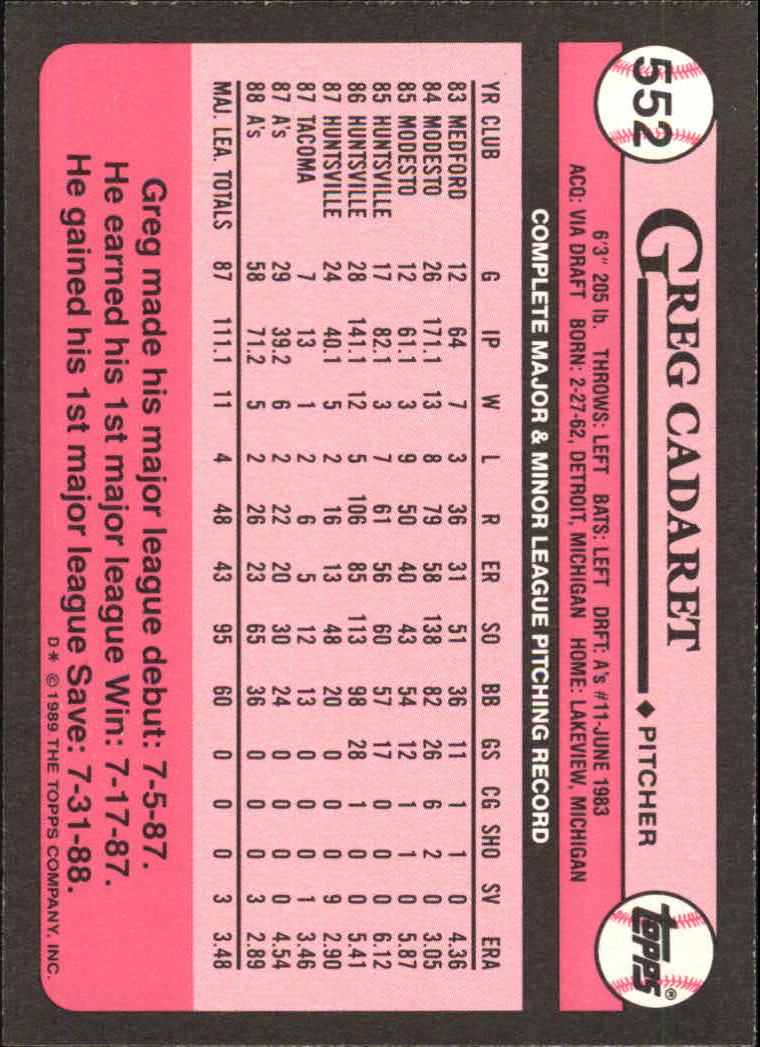 552
GREG CADARET ◆ PITCHER
TOPPS®
6'3" 205 lb. THROWS: LEFT BATS: LEFT DRFT: A's #11-JUNE 1983
ACQ: VIA DRAFT BORN: 2-27-62, DETROIT, MICHIGAN HOME: LAKEVIEW, MICHIGAN
COMPLETE MAJOR & MINOR LEAGUE PITCHING RECORD
YR CLUB G IP W L R ER SO BB GS CG SHO SV ERA
83 MEDFORD 12 64 7 3 36 31 51 36 11 1 1 0 4.36
84 MODESTO 26 171.1 13 8 79 58 138 82 26 6 2 0 3.05
85 MODESTO 12 61.1 3 9 50 40 43 54 12 1 1 0 5.87
85 HUNTSVILLE 17 82.1 3 7 61 56 60 57 17 0 0 0 6.12
86 HUNTSVILLE 28 141.1 12 5 106 85 113 98 28 1 0 0 5.41
87 HUNTSVILLE 24 40.1 5 2 16 13 48 20 0 0 0 9 2.90
87 TACOMA 7 13 1 2 6 5 12 13 0 0 0 1 3.46
87 A's 29 39.2 6 2 22 20 30 24 0 0 0 0 4.54
88 A's 58 71.2 5 2 26 23 65 36 0 0 0 3 2.89
MAJ. LEA. TOTALS 87 111.1 11 4 48 43 95 60 0 0 0 3 3.48
Greg made his major league debut: 7-5-87.
He earned his 1st major league Win: 7-17-87.
He gained his 1st major league Save: 7-31-88.
D* ©1989 THE TOPPS COMPANY, INC.